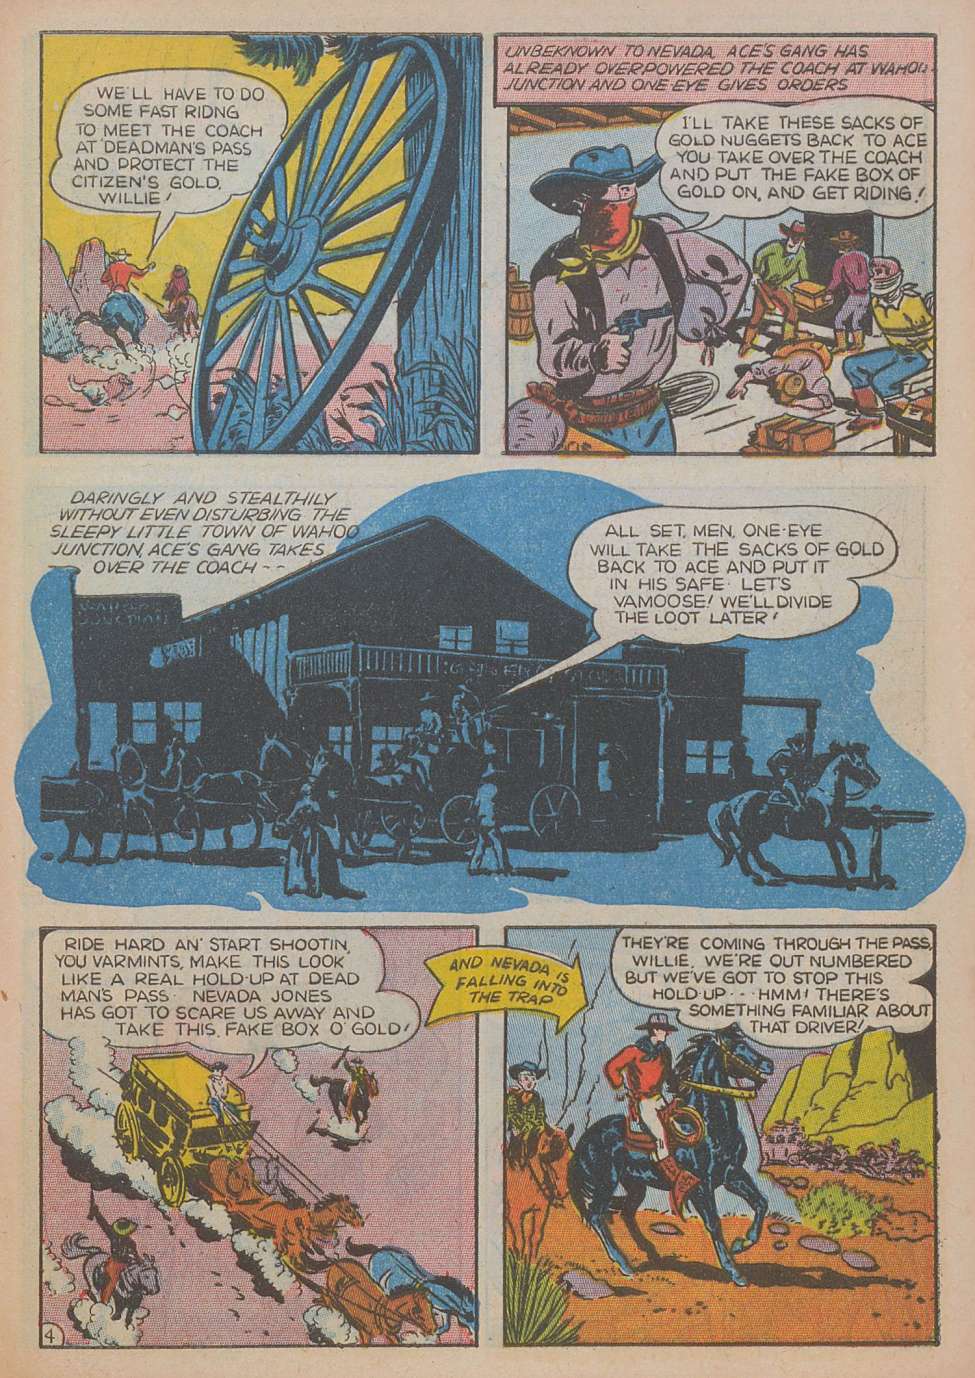 WE'LL HAVE TO DO
SOME FAST RIDNG
TO MEET THE COACH
AT DEADMAN'S PASS
AND PROTECT THE
CITIZEN'S GOLD,
WILLIE!
UNBEKNOWN TO NEVADA, ACE'S GANG HAS
ALREADY OVERPOWERED THE COACH AT WAHOO
JUNCTION AND ONE-EYE GIVES ORDERS
I'LL TAKE THESE SACKS OF
GOLD NUGGETS BACK TO ACE
YOU TAKE OVER THE COACH
AND PUT THE FAKE BOX OF
GOLD ON, AND GET RIDING!
DARINGLY AND STEALTHILY
WITHOUT EVEN DISTURBING THE
SLEEPY LITTLE TOWN OF WAHOO
JUNCTION, ACE'S GANG TAKES
OVER THE COACH--
ALL SET, MEN, ONE-EYE
WILL TAKE THE SACKS OF GOLD
BACK TO ACE AND PUT IT
IN HIS SAFE- LET'S
VAMOOSE! WE'LL DIVIDE
THE LOOT LATER!
JUNCTION
RIDE HARD AN' START SHOOTIN,
YOU VARMINTS, MAKE THIS LOOK
LIKE A REAL HOLD-UP AT DEAD
MAN'S PASS- NEVADA JONES
HAS GOT TO SCARE US AWAY AND
TAKE THIS, FAKE BOX O' GOLD!
AND NEVADA IS
FALLING INTO
THE TRAP
THEY'RE COMING THROUGH THE PASS,
WILLIE, WE'RE OUT NUMBERED
BUT WE'VE GOT TO STOP THIS
HOLD-UP--HMM! THERE'S
SOMETHING FAMILIAR ABOUT
THAT DRIVER!
4